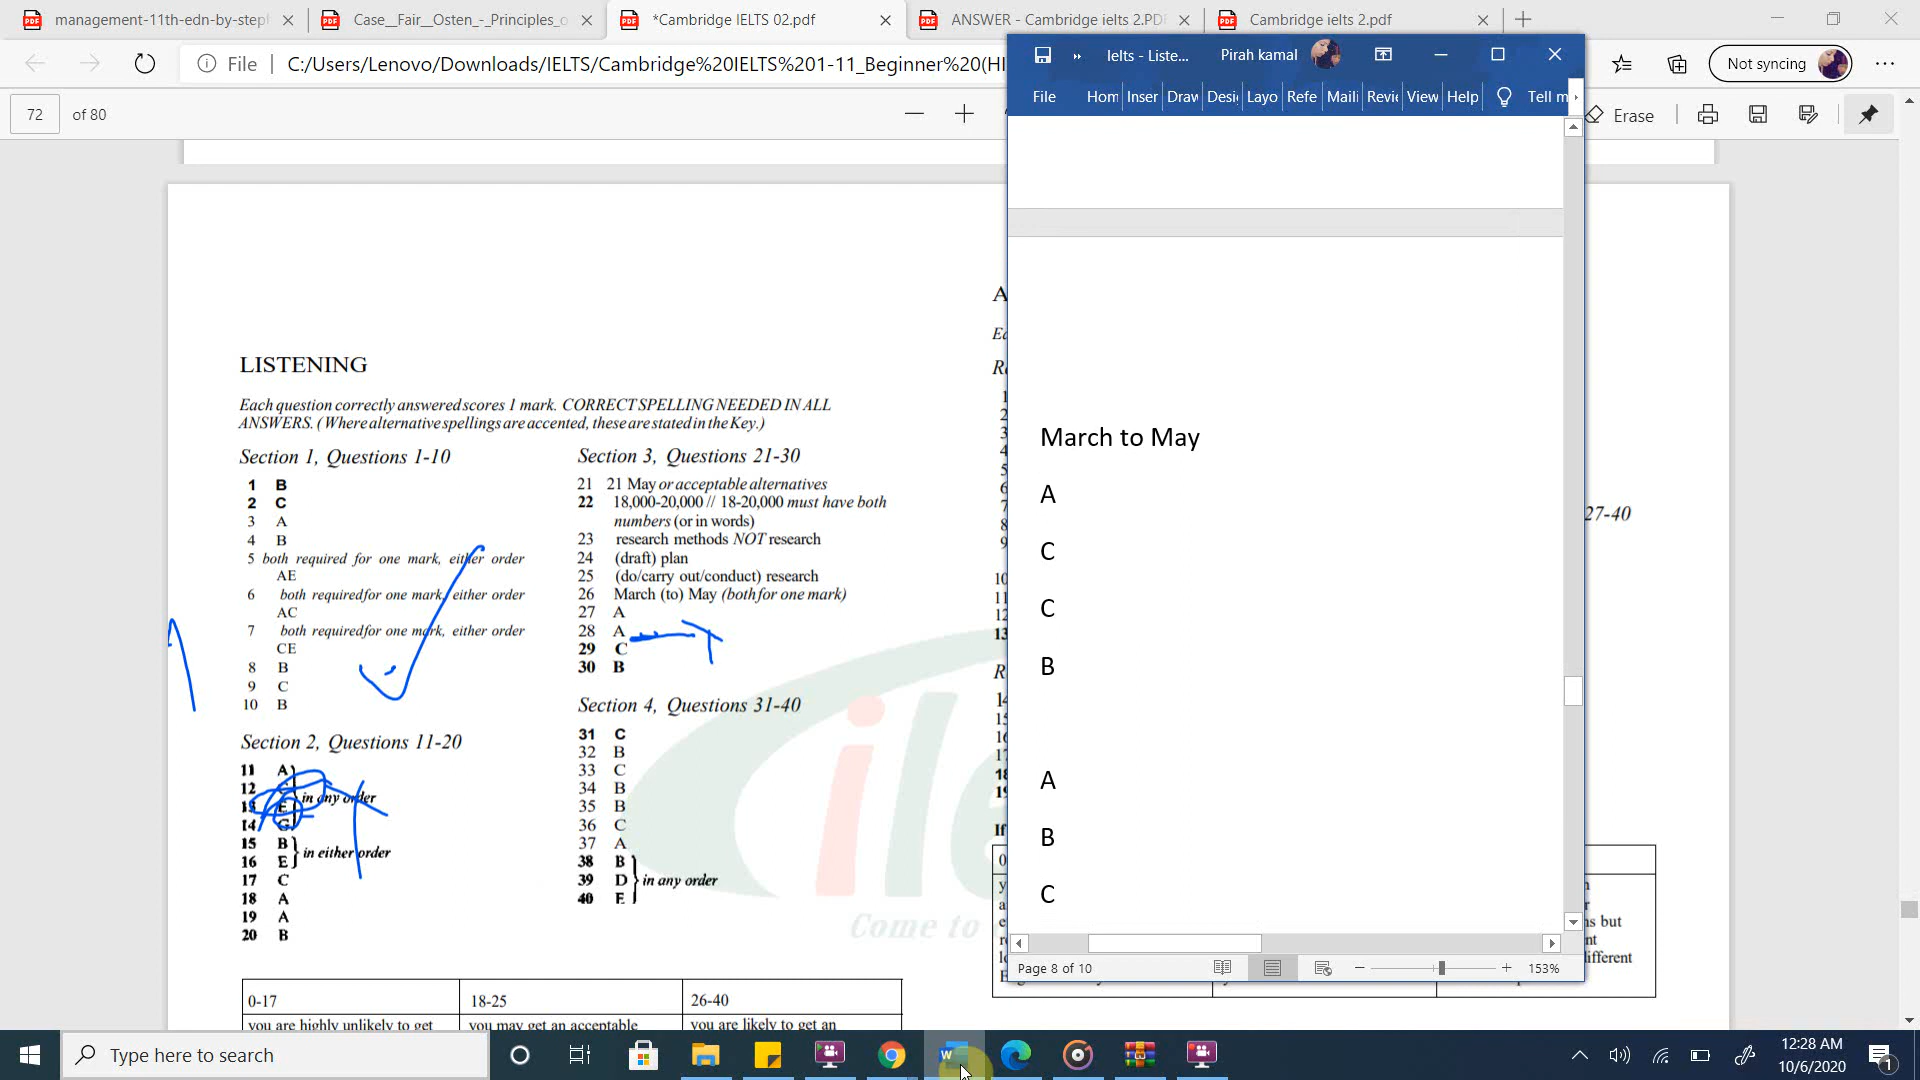 management-11th-edn-by-step
Case__Fair__Osten_-_Principles_o
*Cambridge IELTS 02.pdf
ANSWER - Cambridge ielts 2.PD
Cambridge ielts 2.pdf
File
C:/Users/Lenovo/Downloads/IELTS/Cambridge%20IELTS%201-11_Beginner%20(HI
Not syncing
72 of 80
Erase
Ielts - Liste...
Pirah kamal
File Hom Inser Draw Desi Layo Refe Maili Revie View Help Tell m
LISTENING
Each question correctly answered scores 1 mark. CORRECT SPELLING NEEDED IN ALL
ANSWERS. (Where alternative spellings are accented, these are stated in the Key.)
Section 1, Questions 1-10
1 B
2 C
3 A
4 B
5 both required for one mark, either order
AE
6 both required for one mark, either order
AC
7 both required for one mark, either order
CE
8 B
9 C
10 B
Section 2, Questions 11-20
11 A
12
13 E
14 G
in any order
15 B
16 E
in either order
17 C
18 A
19 A
20 B
Section 3, Questions 21-30
21 21 May or acceptable alternatives
22 18,000-20,000 // 18-20,000 must have both
numbers (or in words)
23 research methods NOT research
24 (draft) plan
25 (do/carry out/conduct) research
26 March (to) May (both for one mark)
27 A
28 A
29 C
30 B
Section 4, Questions 31-40
31 C
32 B
33 C
34 B
35 B
36 C
37 A
38 B
39 D
40 E
in any order
0-17 18-25 26-40
you are highly unlikely to get you may get an acceptable you are likely to get an
Come to
27-40
March to May
A
C
C
B
A
B
C
Page 8 of 10
153%
Type here to search
12:28 AM
10/6/2020
1